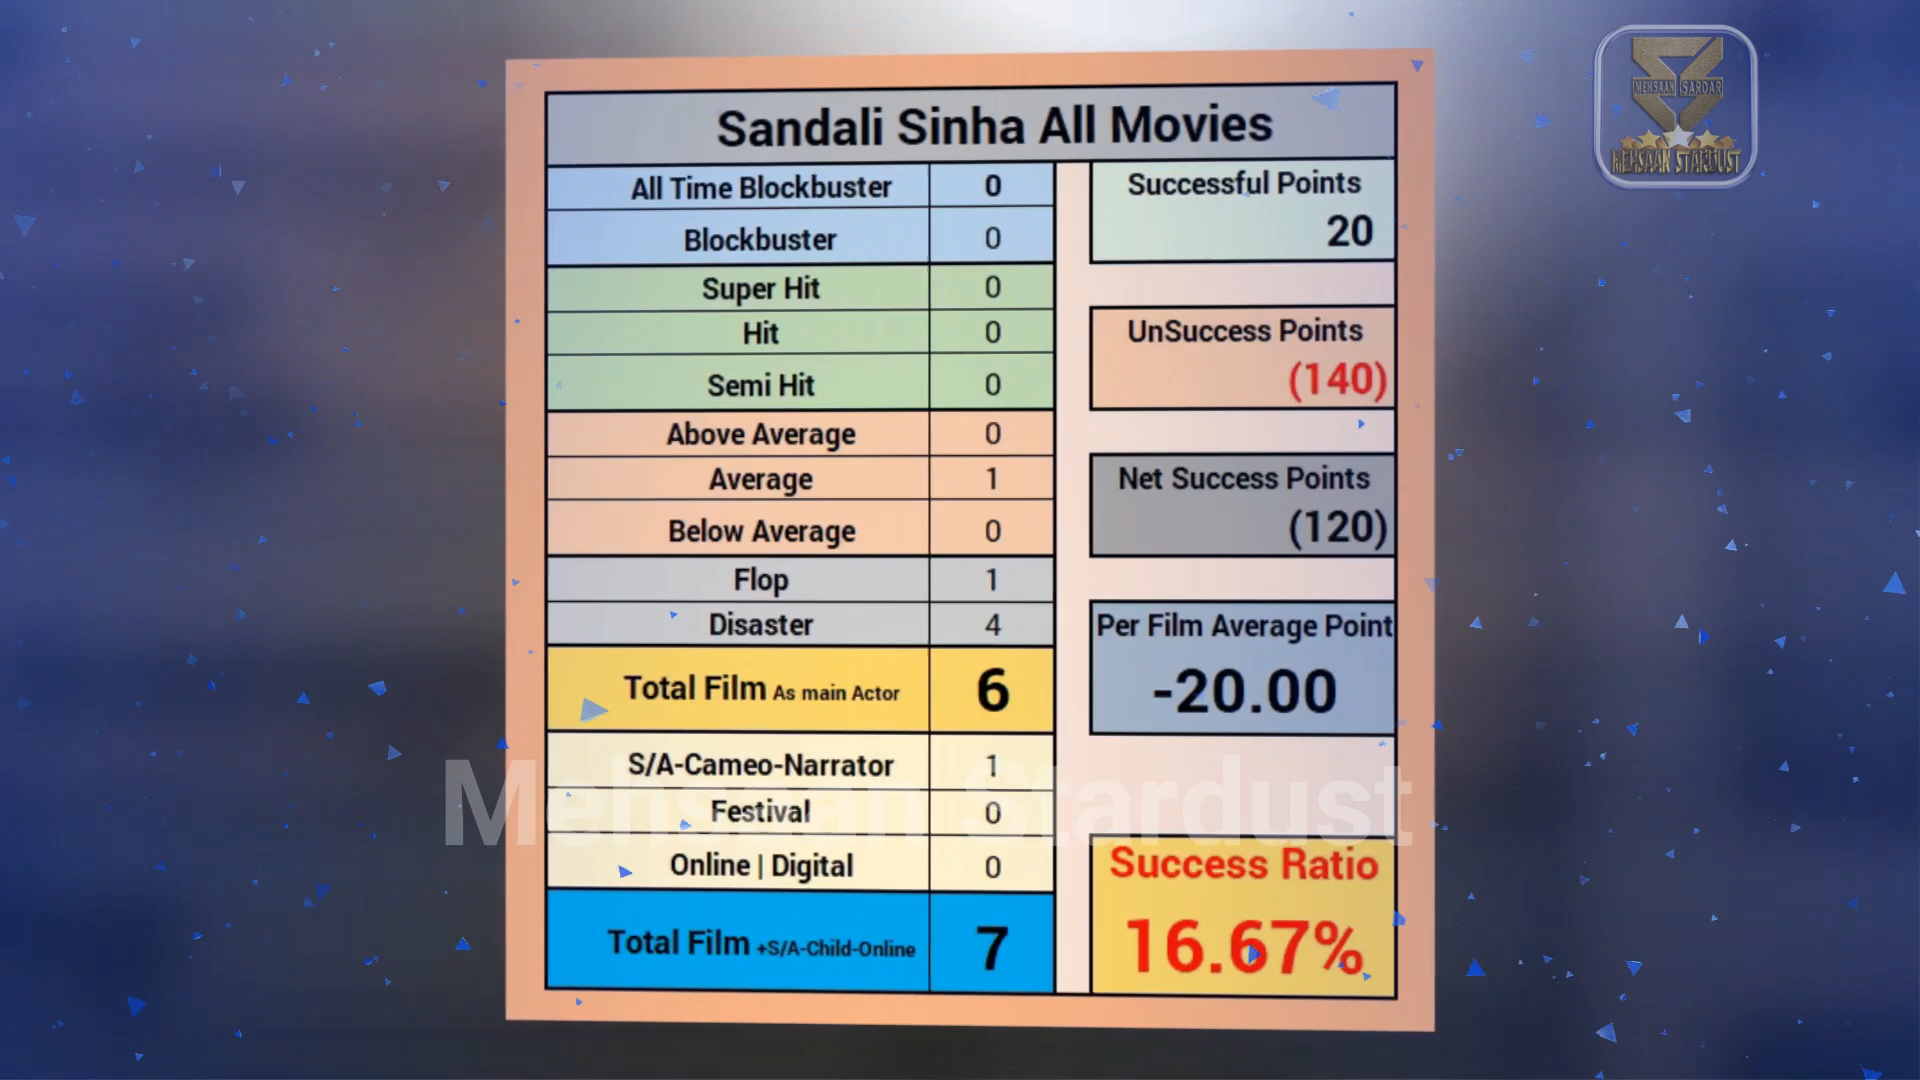 Sandali Sinha All Movies
All Time Blockbuster 0
Blockbuster 0
Super Hit 0
Hit 0
Semi Hit 0
Above Average 0
Average 1
Below Average 0
Flop 1
Disaster 4
Total Film As main Actor 6
S/A-Cameo-Narrator 1
Festival 0
Online | Digital 0
Total Film +S/A-Child-Online 7
Successful Points
20
UnSuccess Points
(140)
Net Success Points
(120)
Per Film Average Point
-20.00
Success Ratio
16.67%
Mehsaan Stardust
MEHSAAN SARDAR
MEHSAAN STARDUST